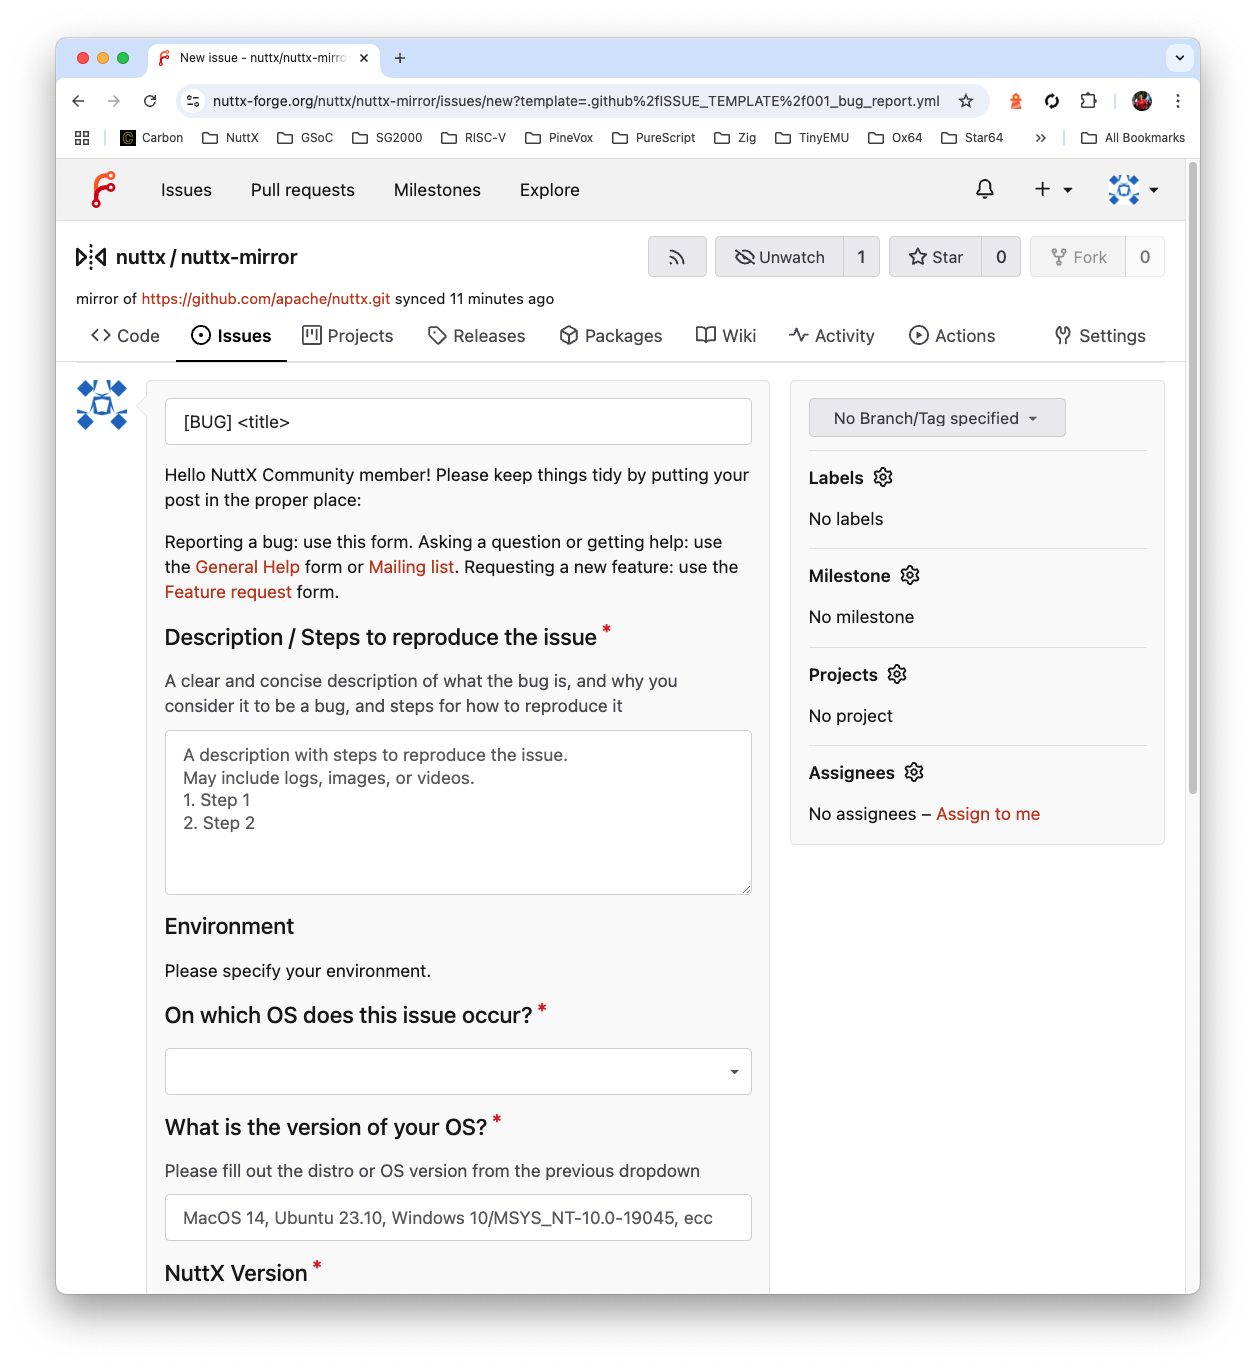 New issue - nuttx/nuttx-mirro
nuttx-forge.org/nuttx/nuttx-mirror/issues/new?template=.github%2fISSUE_TEMPLATE%2f001_bug_report.yml
Carbon NuttX GSoC SG2000 RISC-V PineVox PureScript Zig TinyEMU Ox64 Star64 » All Bookmarks
Issues Pull requests Milestones Explore
nuttx / nuttx-mirror
Unwatch 1 Star 0 Fork 0
mirror of https://github.com/apache/nuttx.git synced 11 minutes ago
Code Issues Projects Releases Packages Wiki Activity Actions Settings
[BUG] <title>
Hello NuttX Community member! Please keep things tidy by putting your
post in the proper place:
Reporting a bug: use this form. Asking a question or getting help: use
the General Help form or Mailing list. Requesting a new feature: use the
Feature request form.
Description / Steps to reproduce the issue *
A clear and concise description of what the bug is, and why you
consider it to be a bug, and steps for how to reproduce it
A description with steps to reproduce the issue.
May include logs, images, or videos.
1. Step 1
2. Step 2
Environment
Please specify your environment.
On which OS does this issue occur? *
What is the version of your OS? *
Please fill out the distro or OS version from the previous dropdown
MacOS 14, Ubuntu 23.10, Windows 10/MSYS_NT-10.0-19045, ecc
NuttX Version *
No Branch/Tag specified
Labels
No labels
Milestone
No milestone
Projects
No project
Assignees
No assignees – Assign to me